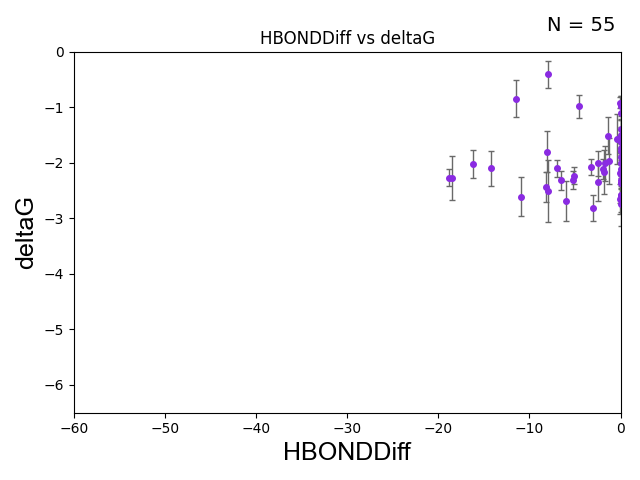 N = 55
HBONDDiff vs deltaG
0
−1
−2
−3
−4
−5
−6
deltaG
−60 −50 −40 −30 −20 −10 0
HBONDDiff